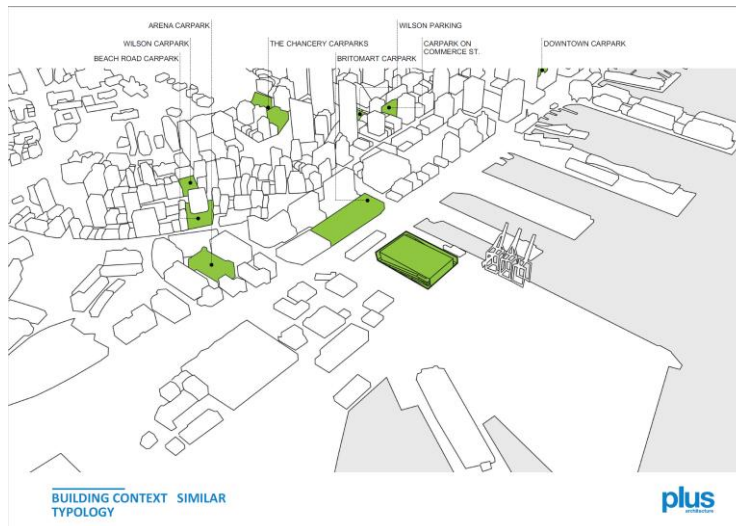 ARENA CARPARK
WILSON CARPARK
BEACH ROAD CARPARK
THE CHANCERY CARPARKS
BRITOMART CARPARK
WILSON PARKING
CARPARK ON
COMMERCE ST.
DOWNTOWN CARPARK
BUILDING CONTEXT SIMILAR
TYPOLOGY
plus
architecture